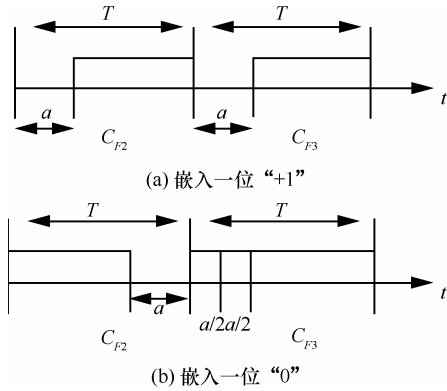 T T
t
a a
C_{F2} C_{F3}
(a) 嵌入一位“+1”
T T
t
a
a/2a/2
C_{F2} C_{F3}
(b) 嵌入一位“0”